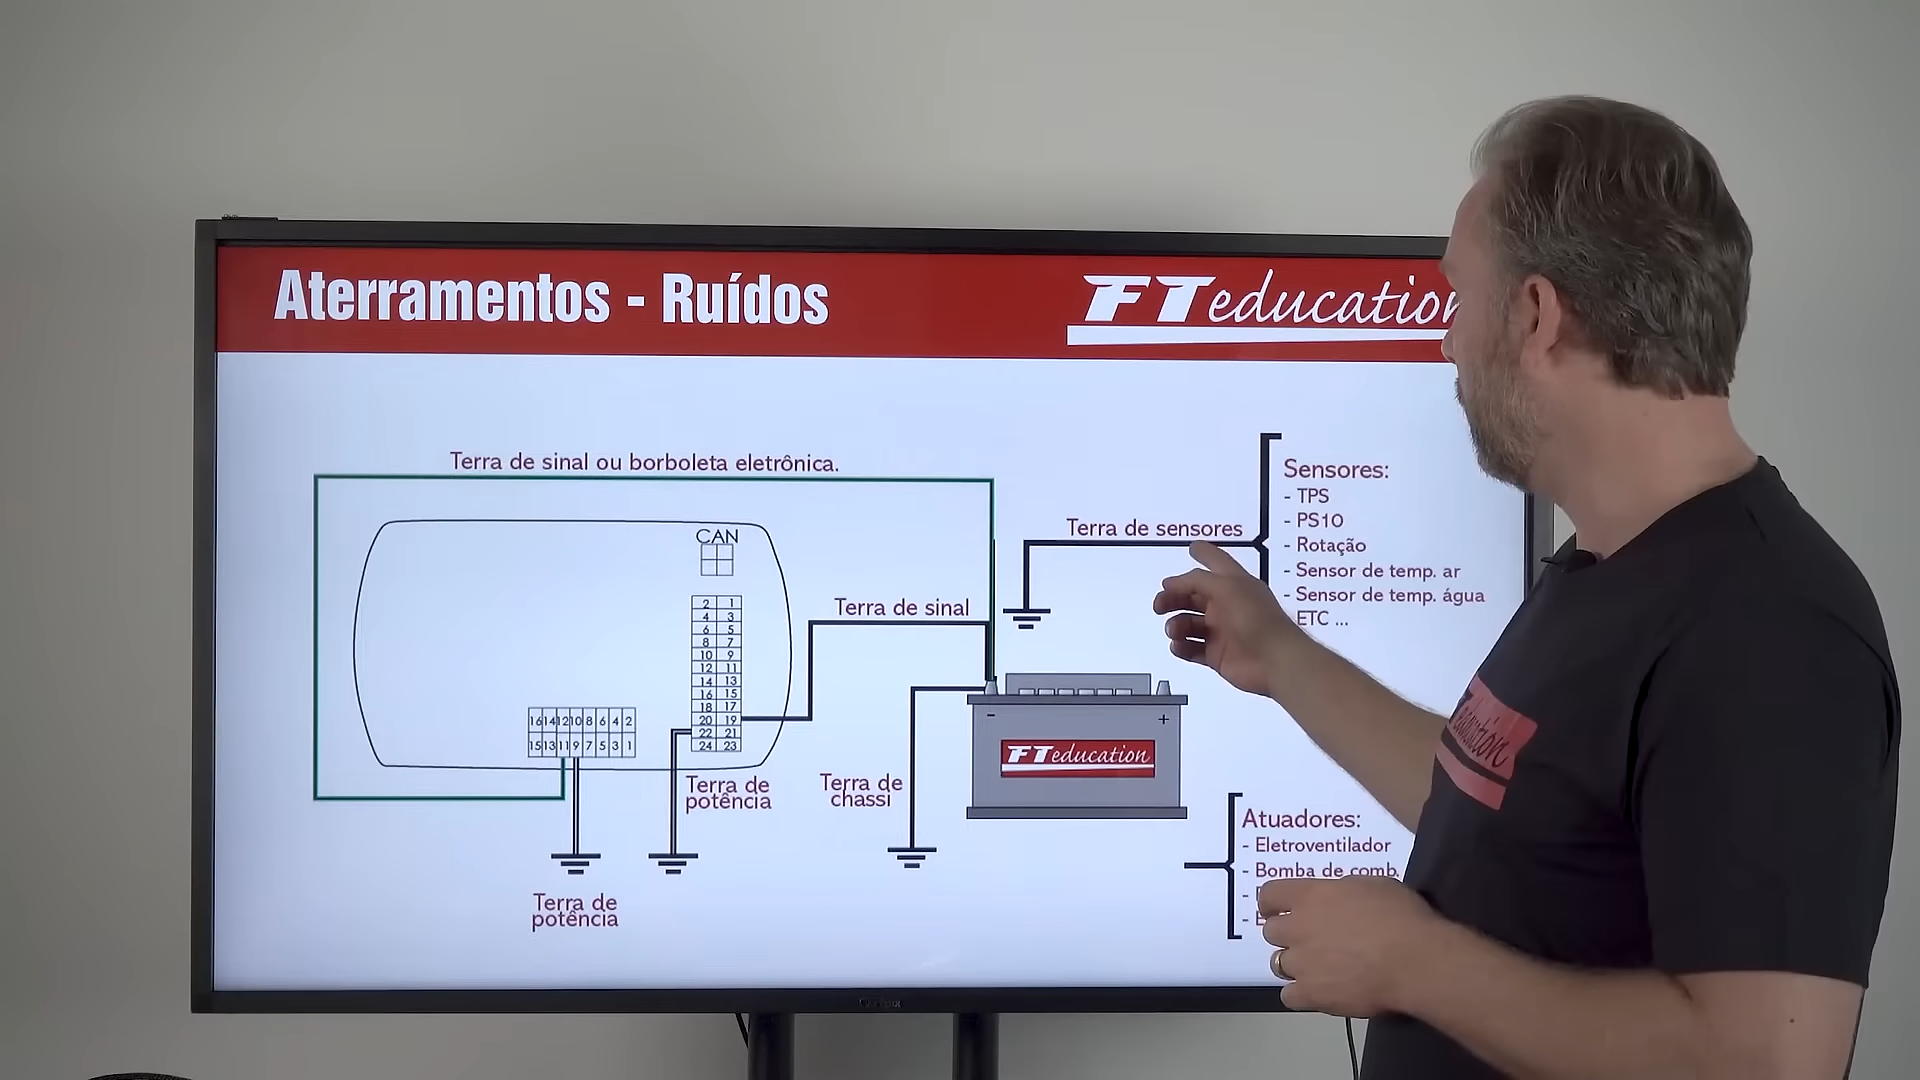 Aterramentos - Ruídos
FTeducation
Terra de sinal ou borboleta eletrônica.
CAN
2 1
4 3
6 5
8 7
10 9
12 11
14 13
16 15
18 17
20 19
22 21
24 23
16 14 12 10 8 6 4 2
15 13 11 9 7 5 3 1
Terra de sensores
Sensores:
- TPS
- PS10
- Rotação
- Sensor de temp. ar
- Sensor de temp. água
ETC ...
Terra de sinal
- +
FTeducation
Terra de
potência
Terra de
chassi
Terra de
potência
Atuadores:
- Eletroventilador
- Bomba de comb.
-
-